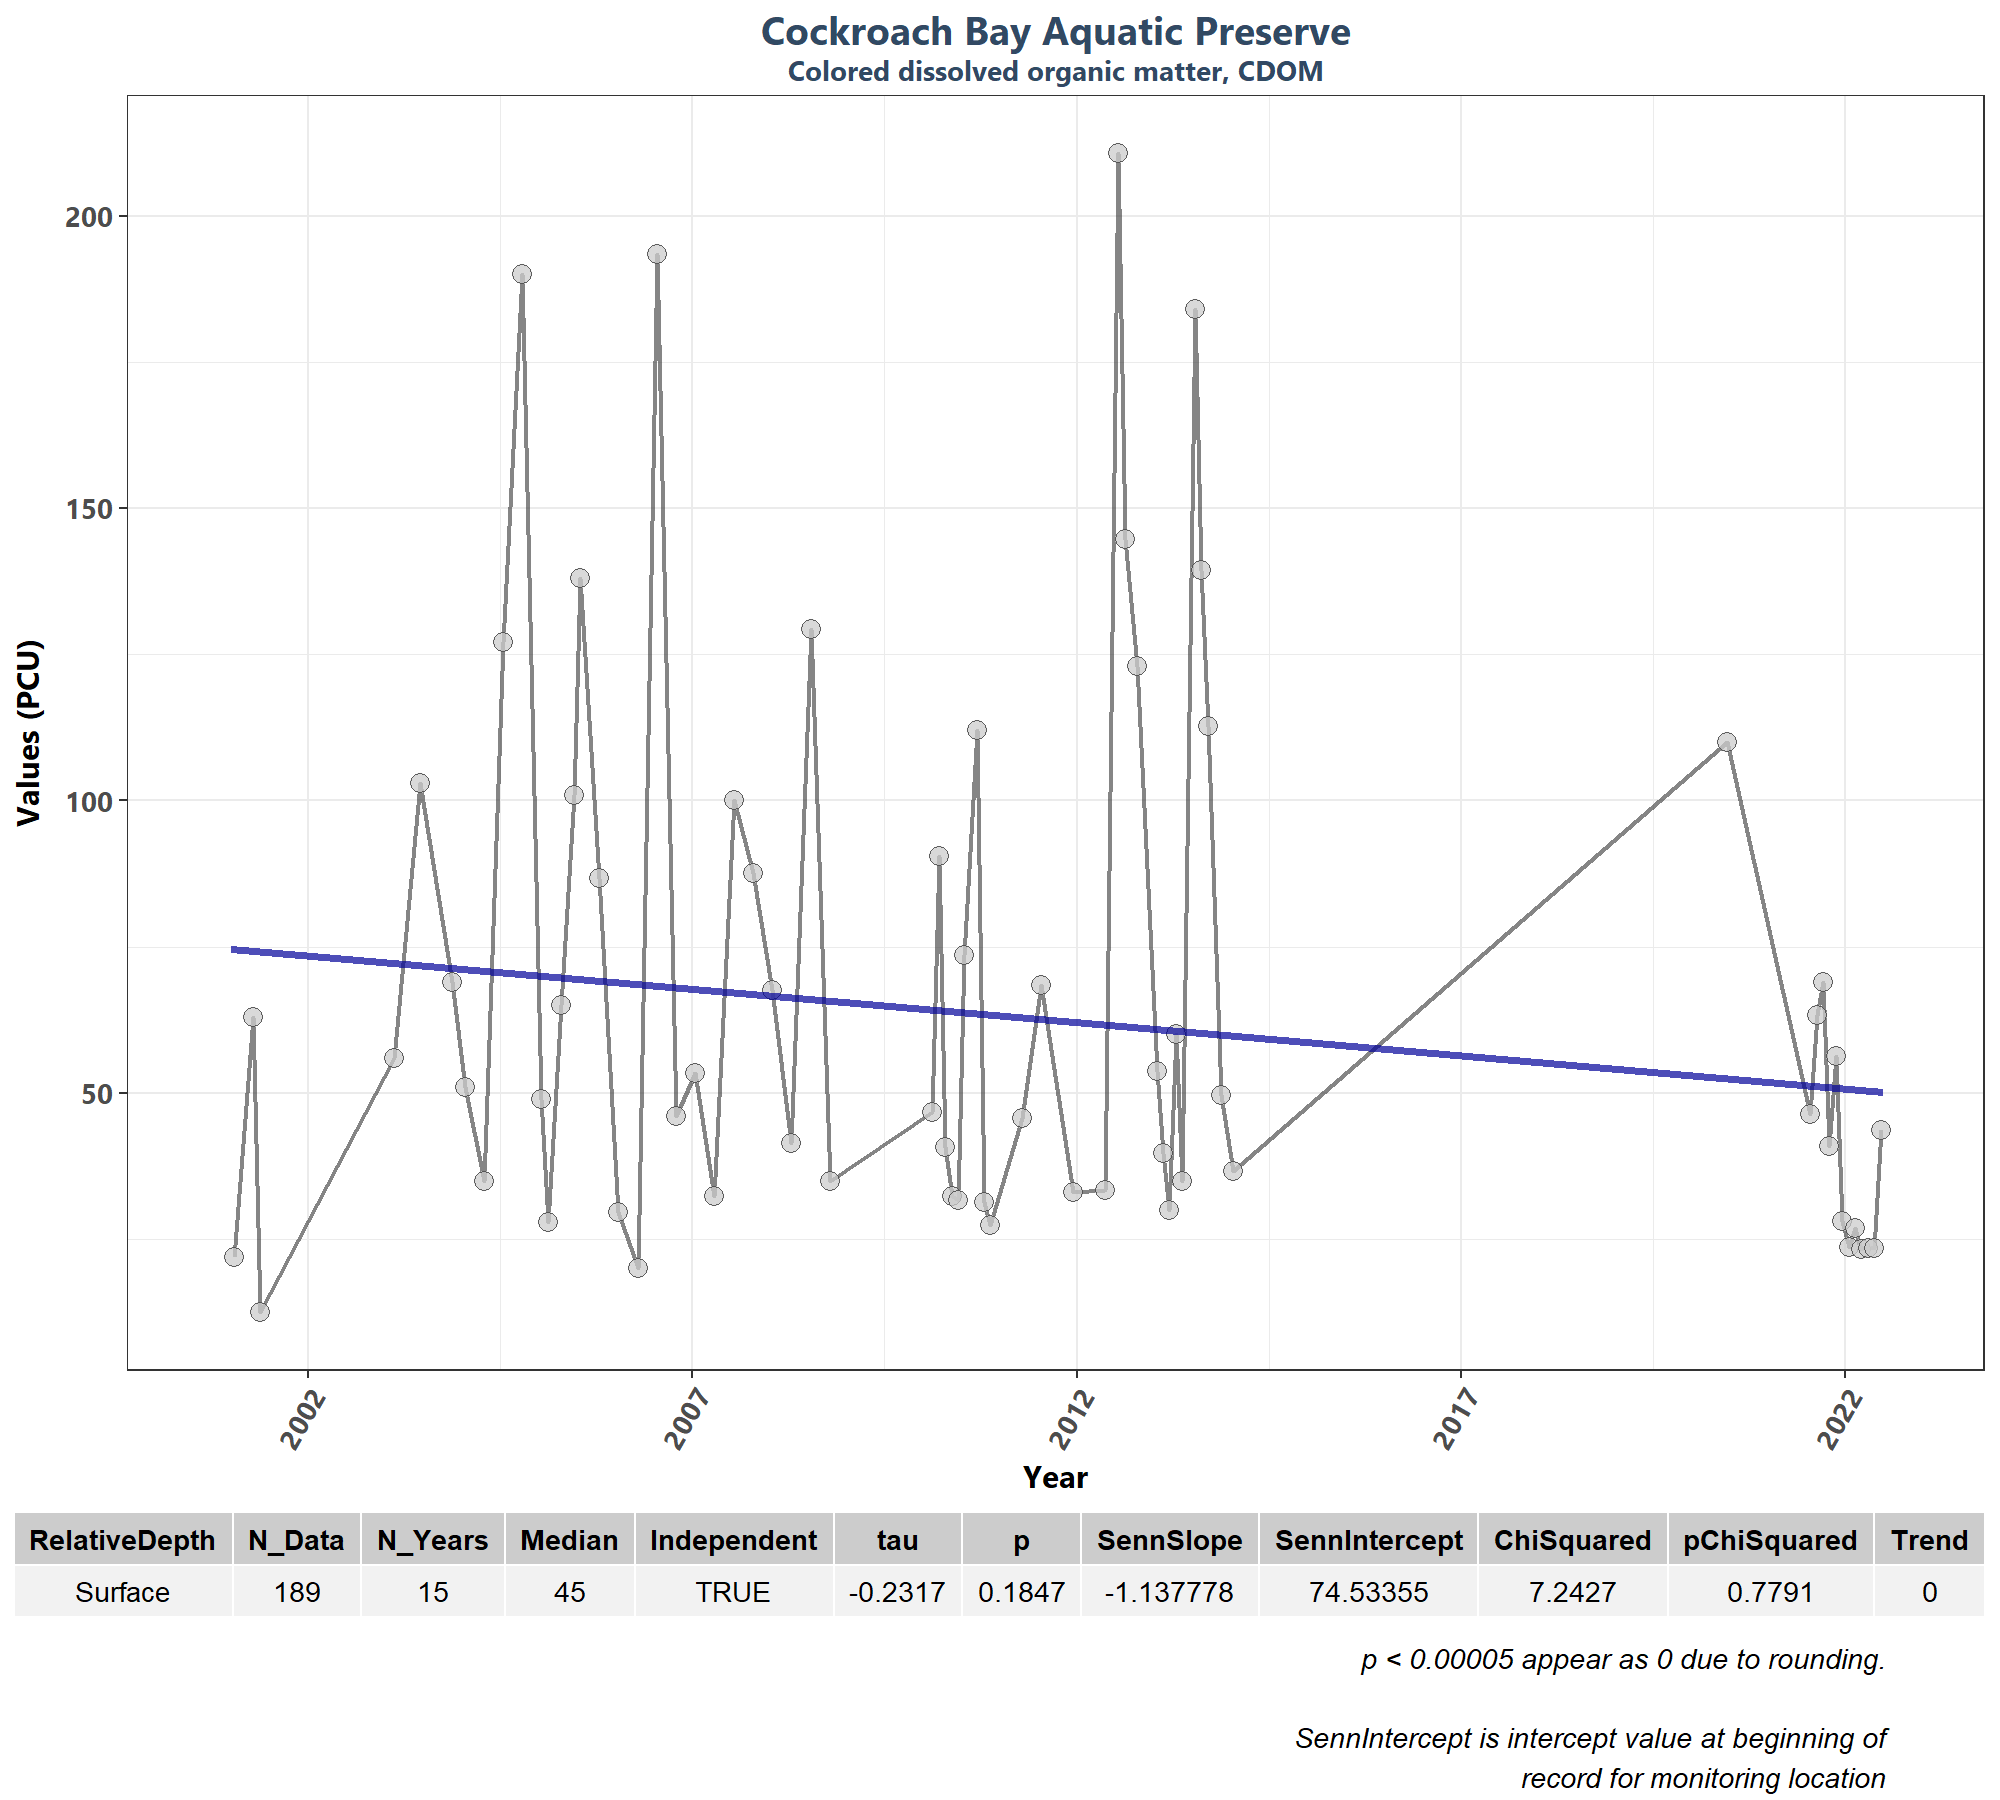 Cockroach Bay Aquatic Preserve
Colored dissolved organic matter, CDOM
200
150
100
50
Values (PCU)
2002 2007 2012 2017 2022
Year
RelativeDepth N_Data N_Years Median Independent tau p SennSlope SennIntercept ChiSquared pChiSquared Trend
Surface 189 15 45 TRUE -0.2317 0.1847 -1.137778 74.53355 7.2427 0.7791 0
p < 0.00005 appear as 0 due to rounding.
SennIntercept is intercept value at beginning of
record for monitoring location